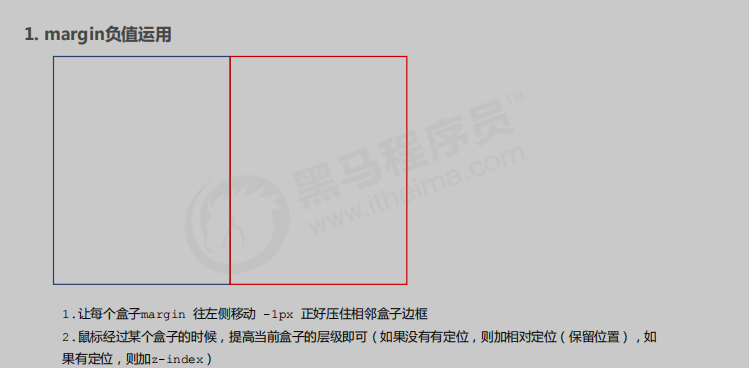 1. margin负值运用
黑马程序员™
www.itheima.com
1.让每个盒子margin 往左侧移动 -1px 正好压住相邻盒子边框
2.鼠标经过某个盒子的时候，提高当前盒子的层级即可（如果没有有定位，则加相对定位（保留位置），如
果有定位，则加z-index）